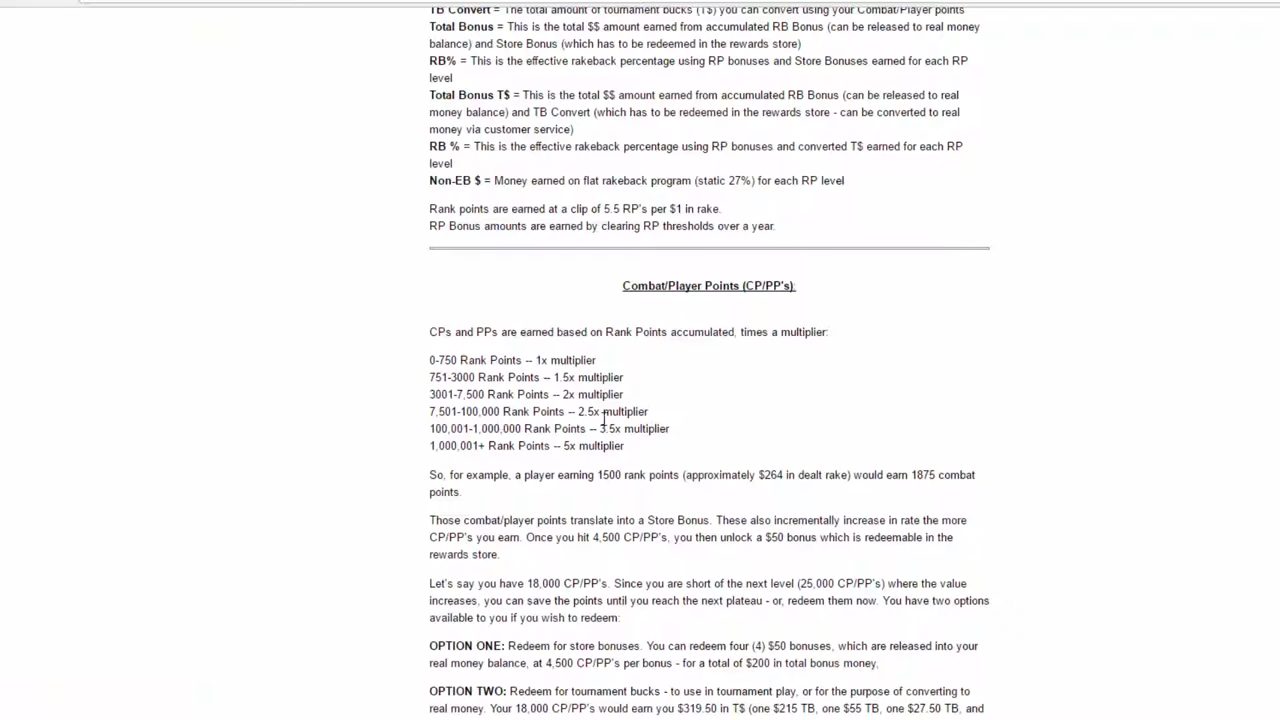 TB Convert = The total amount of tournament bucks (T$) you can convert using your Combat/Player points
Total Bonus = This is the total $$ amount earned from accumulated RB Bonus (can be released to real money
balance) and Store Bonus (which has to be redeemed in the rewards store)
RB% = This is the effective rakeback percentage using RP bonuses and Store Bonuses earned for each RP
level
Total Bonus T$ = This is the total $$ amount earned from accumulated RB Bonus (can be released to real
money balance) and TB Convert (which has to be redeemed in the rewards store - can be converted to real
money via customer service)
RB % = This is the effective rakeback percentage using RP bonuses and converted T$ earned for each RP
level
Non-EB $ = Money earned on flat rakeback program (static 27%) for each RP level
Rank points are earned at a clip of 5.5 RP's per $1 in rake.
RP Bonus amounts are earned by clearing RP thresholds over a year.
Combat/Player Points (CP/PP's):
CPs and PPs are earned based on Rank Points accumulated, times a multiplier:
0-750 Rank Points -- 1x multiplier
751-3000 Rank Points -- 1.5x multiplier
3001-7,500 Rank Points -- 2x multiplier
7,501-100,000 Rank Points -- 2.5x multiplier
100,001-1,000,000 Rank Points -- 3.5x multiplier
1,000,001+ Rank Points -- 5x multiplier
So, for example, a player earning 1500 rank points (approximately $264 in dealt rake) would earn 1875 combat
points.
Those combat/player points translate into a Store Bonus. These also incrementally increase in rate the more
CP/PP's you earn. Once you hit 4,500 CP/PP's, you then unlock a $50 bonus which is redeemable in the
rewards store.
Let's say you have 18,000 CP/PP's. Since you are short of the next level (25,000 CP/PP's) where the value
increases, you can save the points until you reach the next plateau - or, redeem them now. You have two options
available to you if you wish to redeem:
OPTION ONE: Redeem for store bonuses. You can redeem four (4) $50 bonuses, which are released into your
real money balance, at 4,500 CP/PP's per bonus - for a total of $200 in total bonus money,
OPTION TWO: Redeem for tournament bucks - to use in tournament play, or for the purpose of converting to
real money. Your 18,000 CP/PP's would earn you $319.50 in T$ (one $215 TB, one $55 TB, one $27.50 TB, and